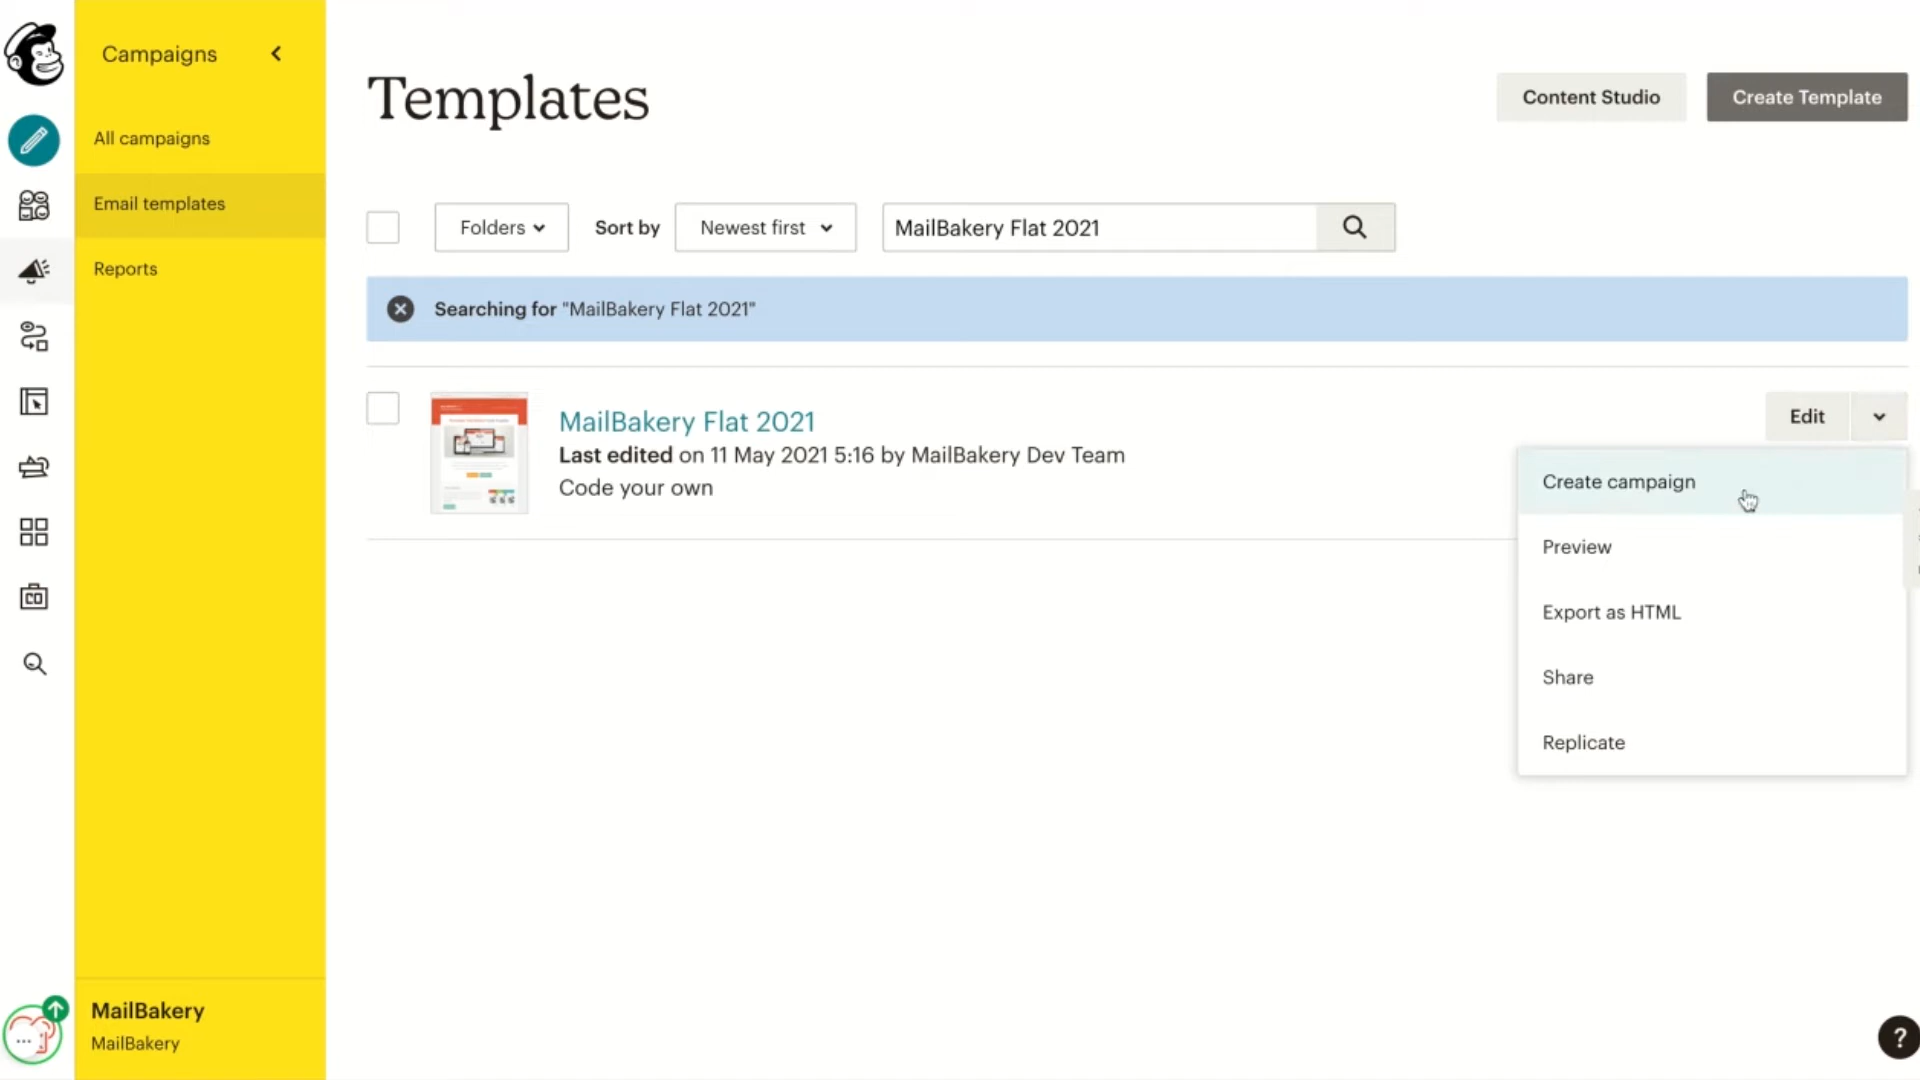 Campaigns
All campaigns
Email templates
Reports
MailBakery
MailBakery
Templates
Content Studio
Create Template
Folders
Sort by
Newest first
MailBakery Flat 2021
Searching for "MailBakery Flat 2021"
MailBakery Flat 2021
Last edited on 11 May 2021 5:16 by MailBakery Dev Team
Code your own
Edit
Create campaign
Preview
Export as HTML
Share
Replicate
?